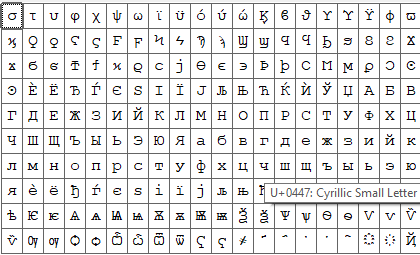 σ τ υ φ χ ψ ω ϊ ϋ ό ύ ώ Ϗ ϐ ϑ ϒ ϓ ϔ ϕ ϖ
ϗ Ϙ ϙ Ϛ ϛ Ϝ ϝ Ϟ ϟ Ϡ ϡ Ϣ ϣ Ϥ ϥ Ϧ ϧ Ϩ ϩ Ϫ
ϫ Ϭ ϭ Ϯ ϯ ϰ ϱ ϲ ϳ ϴ ϵ ϶ Ϸ ϸ Ϲ Ϻ ϻ ϼ Ͻ Ͼ
Ͽ Ѐ Ё Ђ Ѓ Є Ѕ І Ї Ј Љ Њ Ћ Ќ Ѝ Ў Џ А Б В
Г Д Е Ж З И Й К Л М Н О П Р С Т У Ф Х Ц
Ч Ш Щ Ъ Ы Ь Э Ю Я а б в г д е ж з и й к
л м н о п р с т у ф х ц ч ш щ ъ ы ь э ю
я ѐ ё ђ ѓ є ѕ і ї ј љ њ
U+0447: Cyrillic Small Letter
ѣ Ѥ ѥ Ѧ ѧ Ѩ ѩ Ѫ ѫ Ѭ ѭ Ѯ ѯ Ѱ ѱ Ѳ ѳ Ѵ ѵ Ѷ
ѷ Ѹ ѹ Ѻ ѻ Ѽ ѽ Ѿ ѿ Ҁ ҁ ҂ ҈ ҉ Ҋ